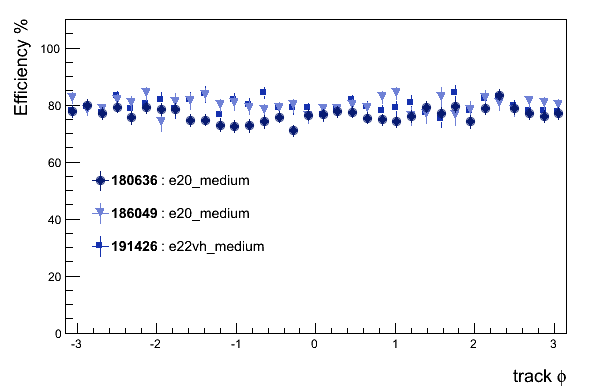 Efficiency %
100
80
60
40
20
0
180636 : e20_medium
186049 : e20_medium
191426 : e22vh_medium
-3 -2 -1 0 1 2 3
track ϕ